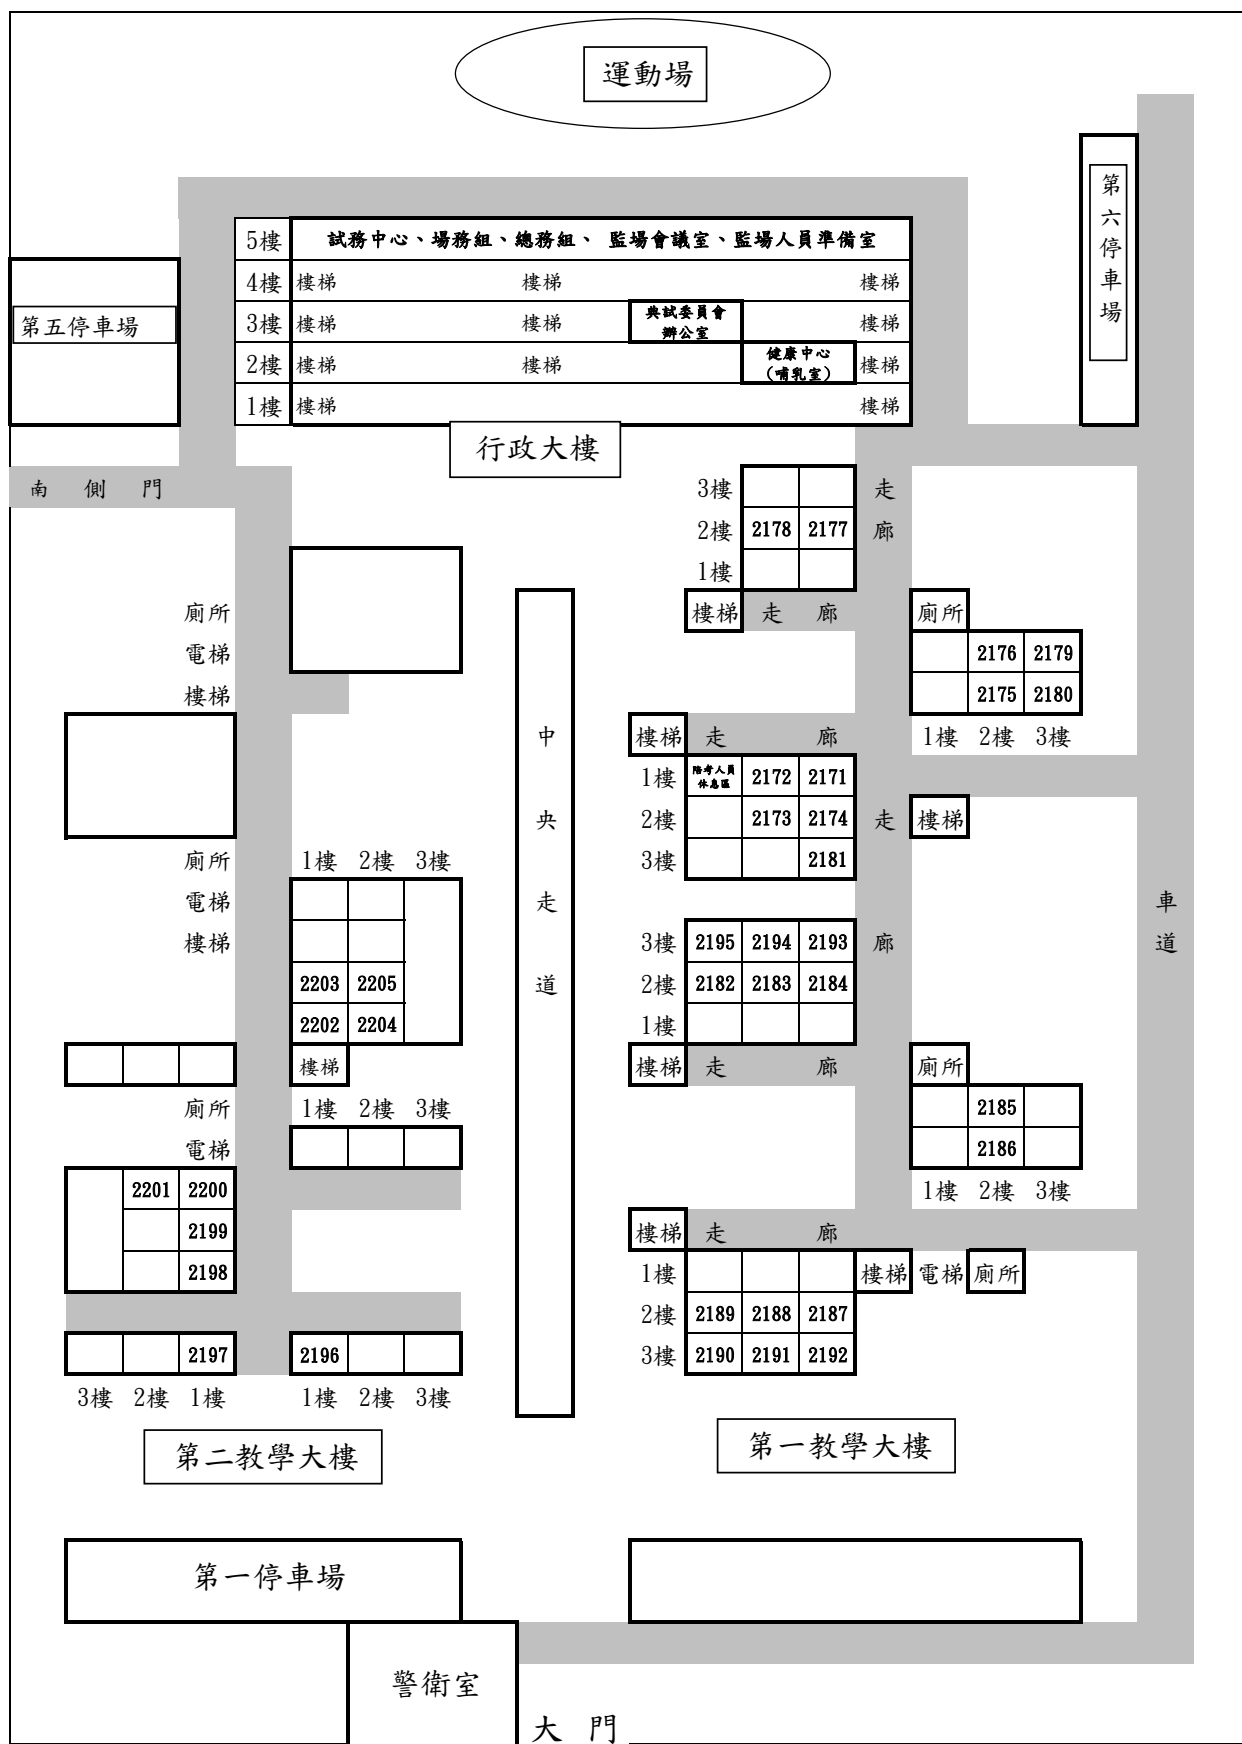 運動場
第六停車場
5樓 試務中心、場務組、總務組、 監場會議室、監場人員準備室
4樓 樓梯 樓梯 樓梯
第五停車場
3樓 樓梯 樓梯 典試委員會辦公室 樓梯
2樓 樓梯 樓梯 健康中心(哺乳室) 樓梯
1樓 樓梯 樓梯
行政大樓
南側門
3樓 走
2樓 2178 2177 廊
1樓
廁所 樓梯 走廊 廁所
電梯 2176 2179
樓梯 2175 2180
中央走道
樓梯 走廊 1樓 2樓 3樓
1樓 陪考人員休息區 2172 2171
2樓 2173 2174 走 樓梯
廁所 1樓 2樓 3樓 3樓 2181
電梯
樓梯 3樓 2195 2194 2193 廊
車道
2203 2205 2樓 2182 2183 2184
2202 2204 1樓
樓梯 樓梯 走廊 廁所
廁所 1樓 2樓 3樓 2185
電梯 2186
2201 2200 1樓 2樓 3樓
2199 樓梯 走廊
2198 1樓 樓梯 電梯 廁所
2樓 2189 2188 2187
2197 2196 3樓 2190 2191 2192
3樓 2樓 1樓 1樓 2樓 3樓
第二教學大樓 第一教學大樓
第一停車場
警衛室
大門